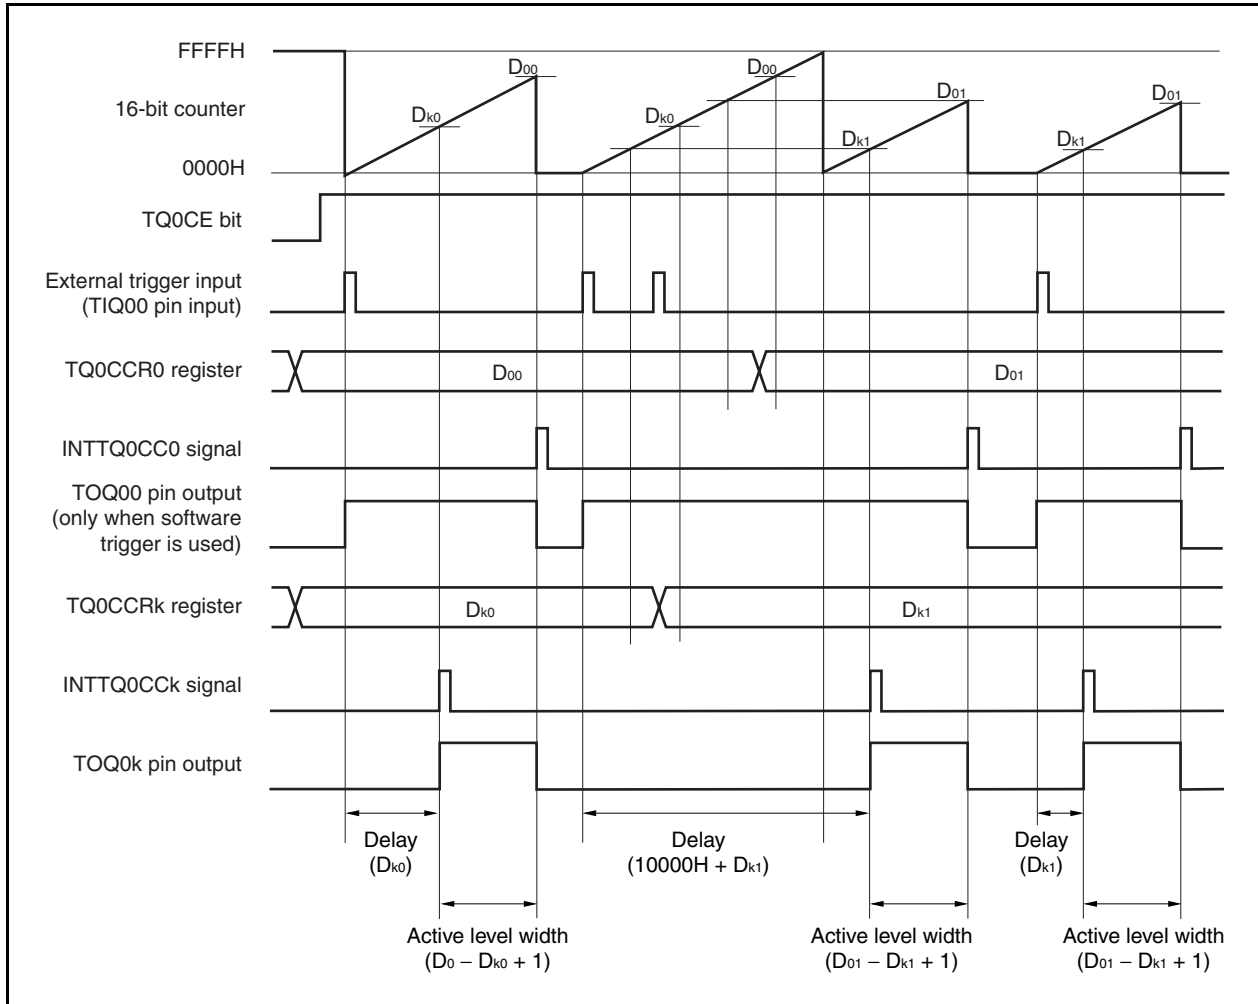 FFFFH
D00
D00
16-bit counter
Dk0
Dk0
D01
D01
Dk1
Dk1
0000H
TQ0CE bit
External trigger input
(TIQ00 pin input)
TQ0CCR0 register
D00
D01
INTTQ0CC0 signal
TOQ00 pin output
(only when software
trigger is used)
TQ0CCRk register
Dk0
Dk1
INTTQ0CCk signal
TOQ0k pin output
Delay
(Dk0)
Delay
(10000H + Dk1)
Delay
(Dk1)
Active level width
(D0 − Dk0 + 1)
Active level width
(D01 − Dk1 + 1)
Active level width
(D01 − Dk1 + 1)